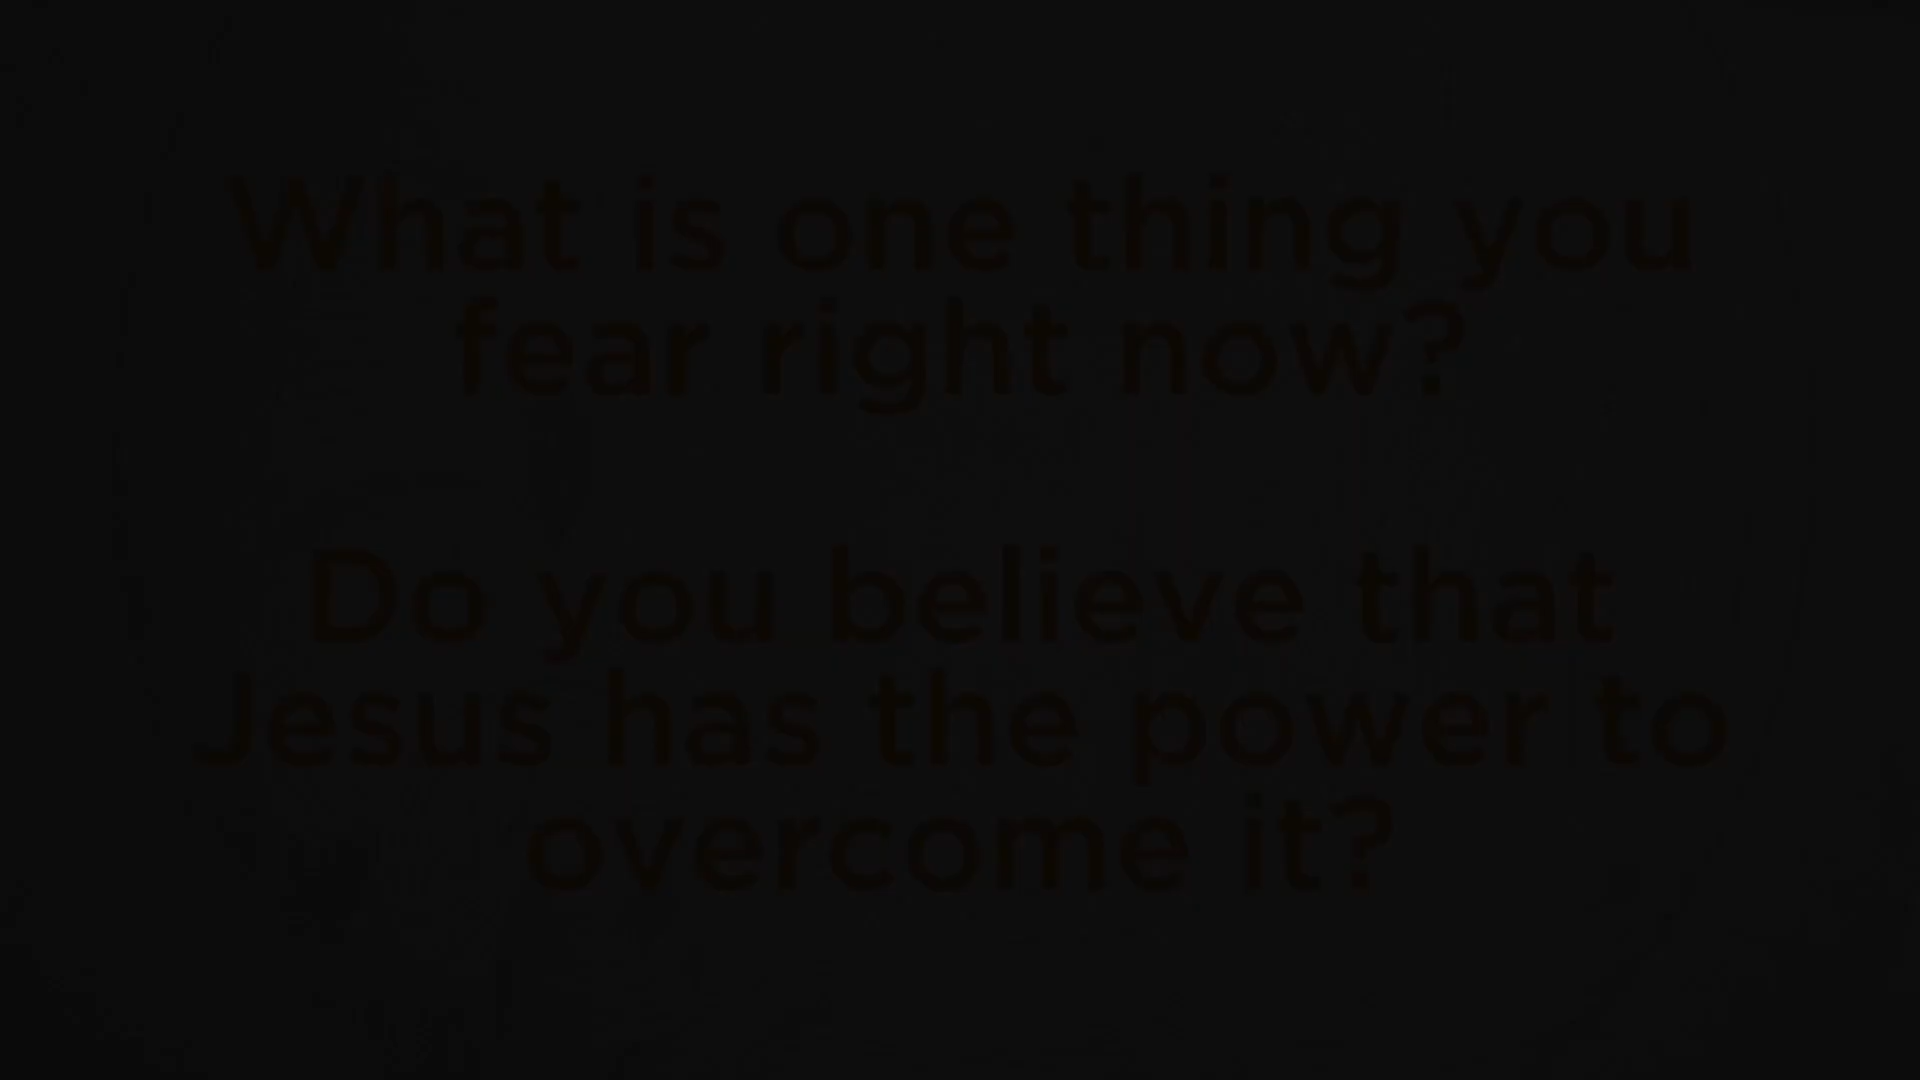 What is one thing you
fear right now?
Do you believe that
Jesus has the power to
overcome it?